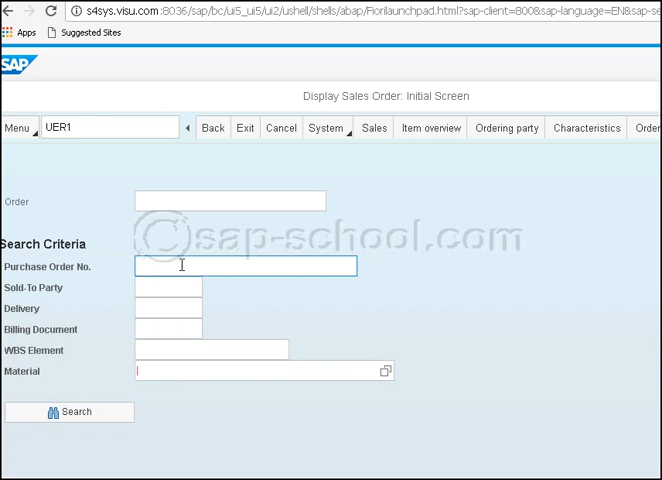 s4sys.visu.com:8036/sap/bc/ui5_ui5/ui2/ushell/shells/abap/Fiorilaunchpad.html?sap-client=800&sap-language=EN&sap-se
Apps Suggested Sites
SAP
Display Sales Order: Initial Screen
Menu UER1 Back Exit Cancel System Sales Item overview Ordering party Characteristics Order
Order
©sap-school.com
Search Criteria
Purchase Order No.
Sold-To Party
Delivery
Billing Document
WBS Element
Material
Search